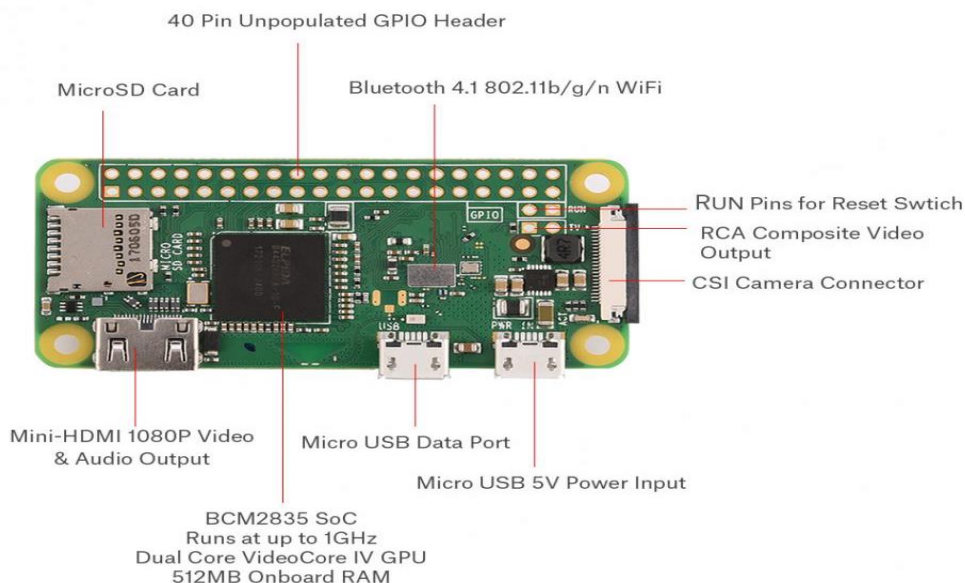 40 Pin Unpopulated GPIO Header
MicroSD Card
Bluetooth 4.1 802.11b/g/n WiFi
GPIO
RUN
RUN Pins for Reset Swtich
RCA Composite Video
Output
CSI Camera Connector
170605D
MICRO
SD CARD
4R7
USB
PWR IN
ACT
Mini-HDMI 1080P Video
& Audio Output
Micro USB Data Port
Micro USB 5V Power Input
BCM2835 SoC
Runs at up to 1GHz
Dual Core VideoCore IV GPU
512MB Onboard RAM